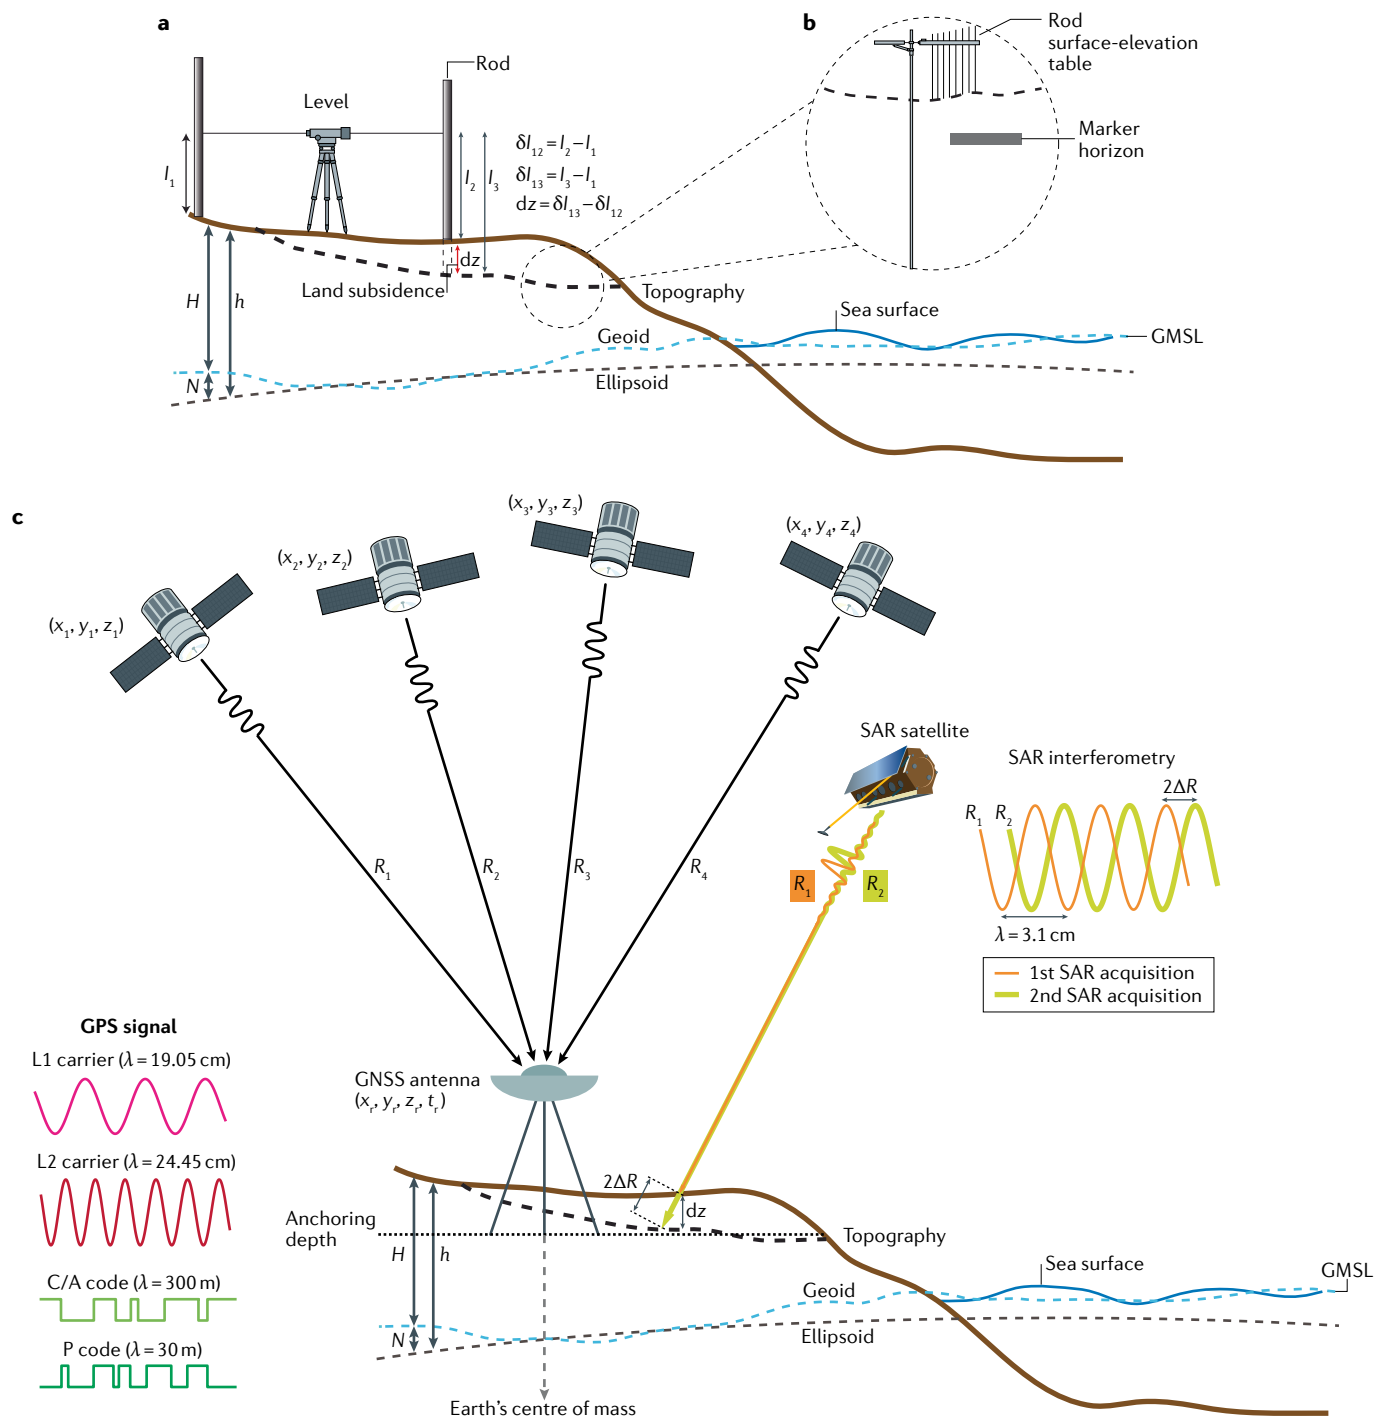 a
b
Rod
surface-elevation
table
Rod
Level
Marker
horizon
δl₁₂ = l₂ – l₁
δl₁₃ = l₃ – l₁
dz = δl₁₃ – δl₁₂
l₁
l₂
l₃
dz
Land subsidence
H
h
N
Topography
Sea surface
Geoid
GMSL
Ellipsoid
c
(x₁, y₁, z₁)
(x₂, y₂, z₂)
(x₃, y₃, z₃)
(x₄, y₄, z₄)
R₁
R₂
R₃
R₄
SAR satellite
R₁
R₂
SAR interferometry
2ΔR
R₁
R₂
λ = 3.1 cm
1st SAR acquisition
2nd SAR acquisition
GPS signal
L1 carrier (λ = 19.05 cm)
L2 carrier (λ = 24.45 cm)
C/A code (λ = 300 m)
P code (λ = 30 m)
GNSS antenna
(xᵣ, yᵣ, zᵣ, tᵣ)
2ΔR
dz
Anchoring
depth
H
h
N
Topography
Sea surface
GMSL
Geoid
Ellipsoid
Earth's centre of mass